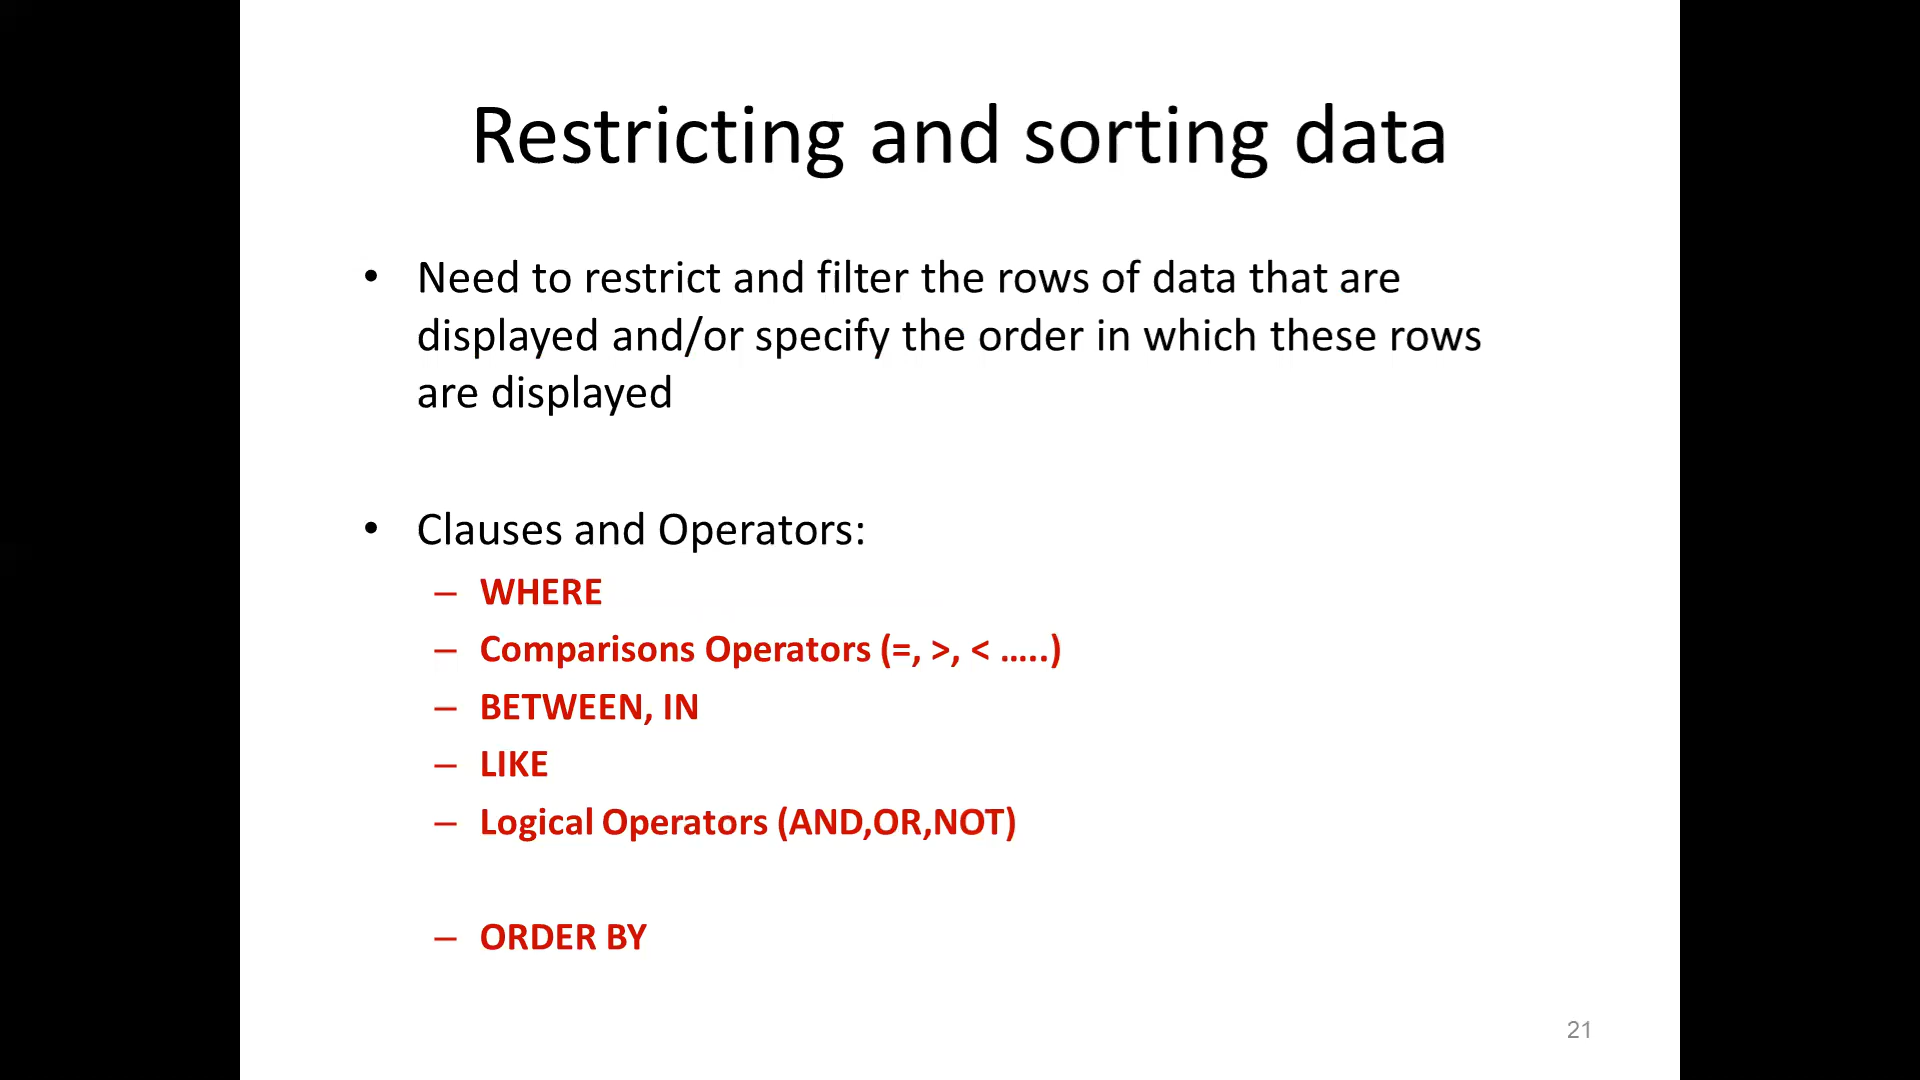 Restricting and sorting data
• Need to restrict and filter the rows of data that are
displayed and/or specify the order in which these rows
are displayed
• Clauses and Operators:
– WHERE
– Comparisons Operators (=, >, < …..)
– BETWEEN, IN
– LIKE
– Logical Operators (AND,OR,NOT)
– ORDER BY
21